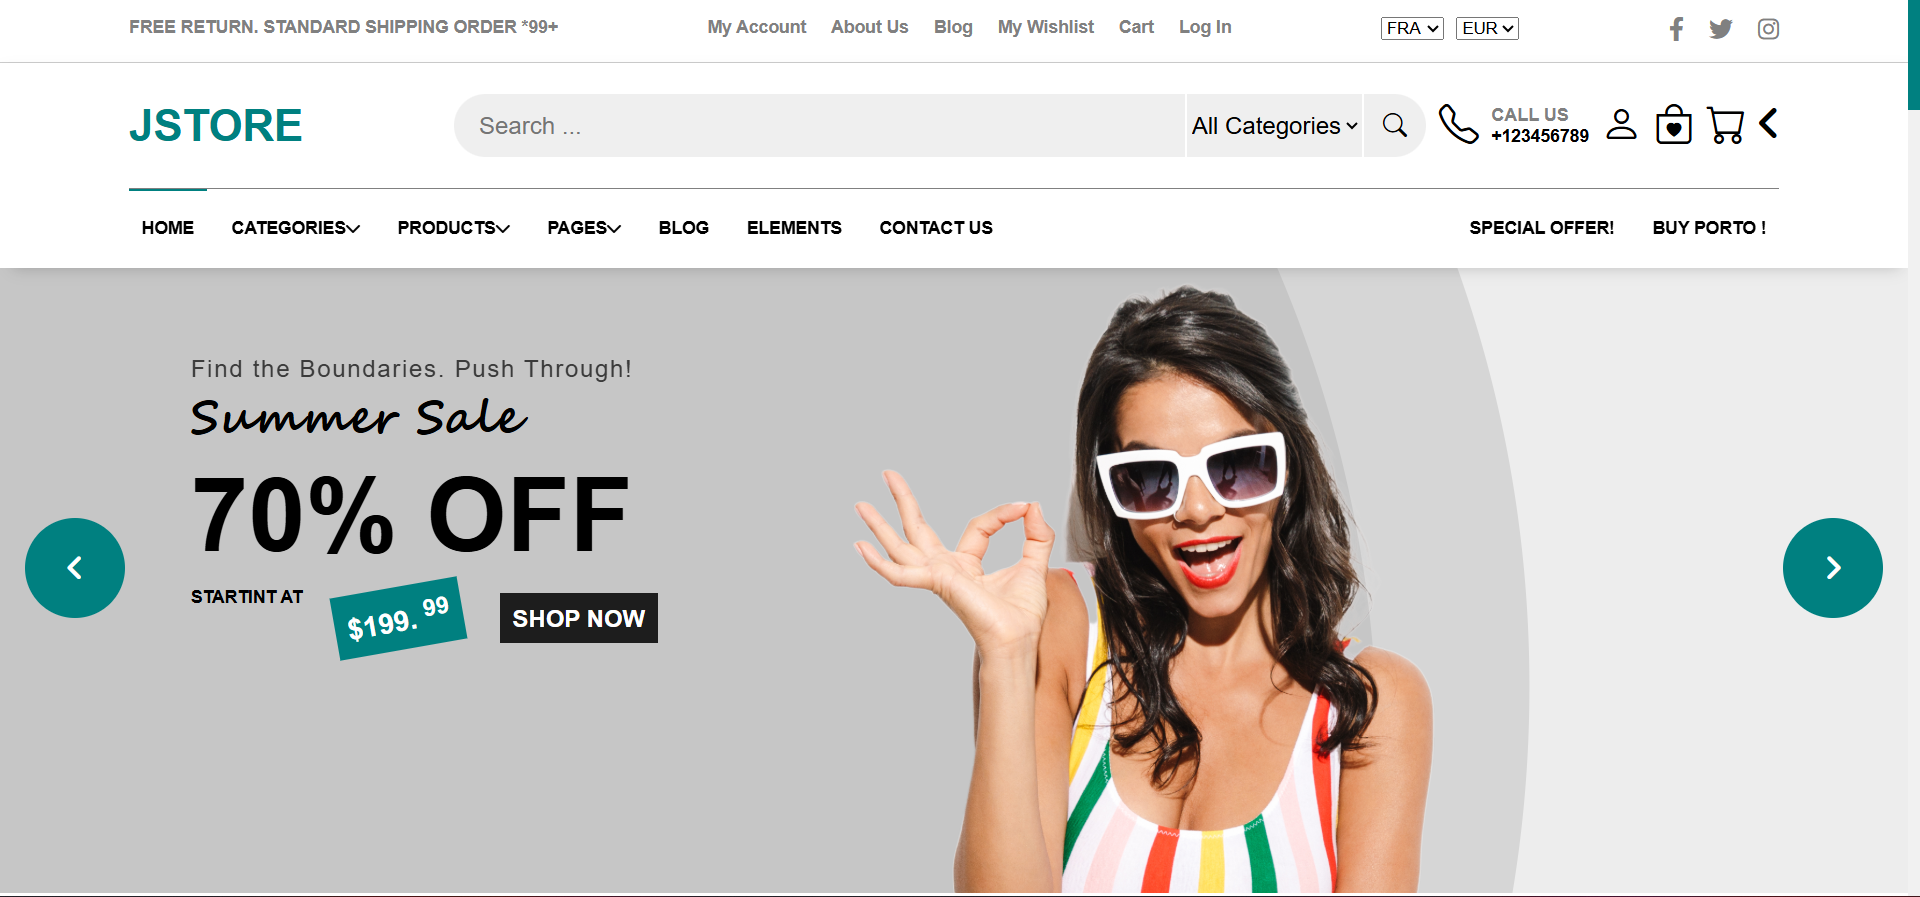 FREE RETURN. STANDARD SHIPPING ORDER *99+
My Account About Us Blog My Wishlist Cart Log In
FRA EUR
JSTORE
Search ...
All Categories
CALL US
+123456789
HOME CATEGORIES PRODUCTS PAGES BLOG ELEMENTS CONTACT US
SPECIAL OFFER! BUY PORTO !
Find the Boundaries. Push Through!
Summer Sale
70% OFF
STARTINT AT
$199. 99
SHOP NOW